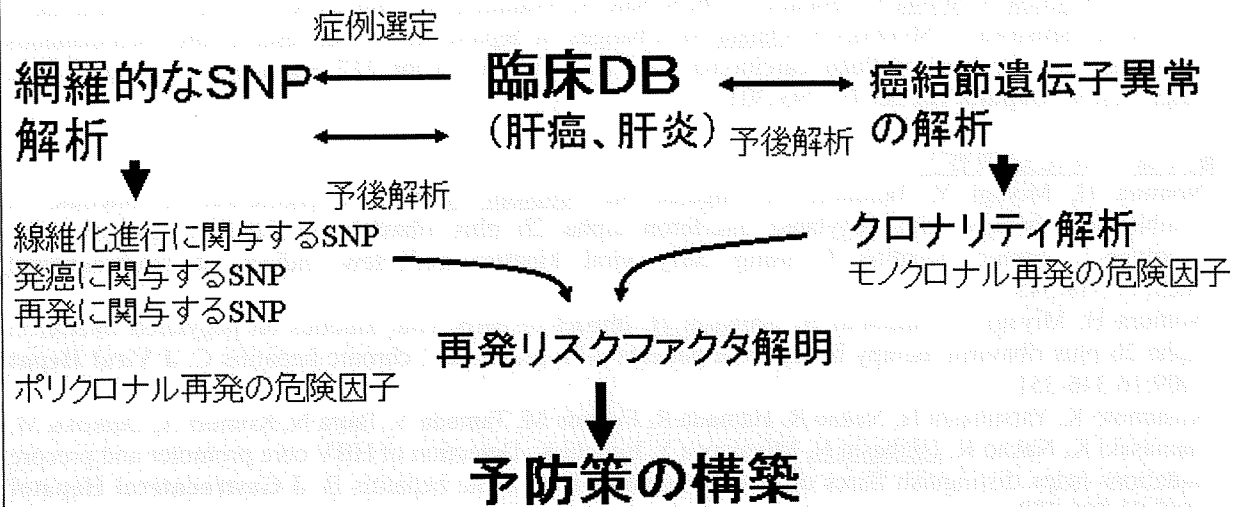 症例選定
網羅的なSNP
解析
臨床DB
(肝癌、肝炎)
癌結節遺伝子異常
の解析
予後解析
予後解析
線維化進行に関与するSNP
発癌に関与するSNP
再発に関与するSNP
ポリクロナル再発の危険因子
クロナリティ解析
モノクロナル再発の危険因子
再発リスクファクタ解明
予防策の構築